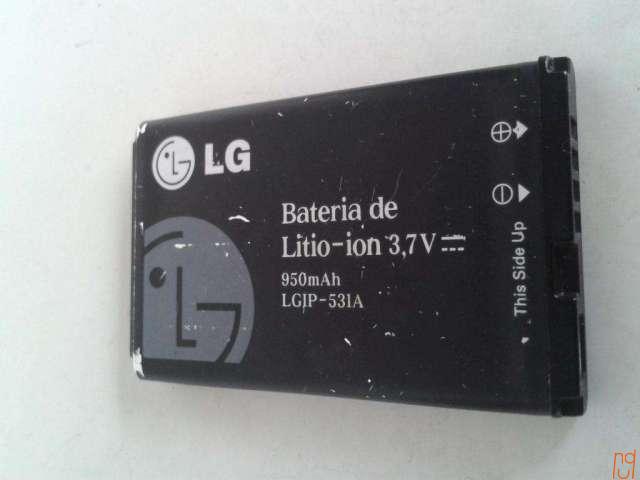 LG
Bateria de
Litio-ion 3,7V
950mAh
LGIP-531A
This Side Up